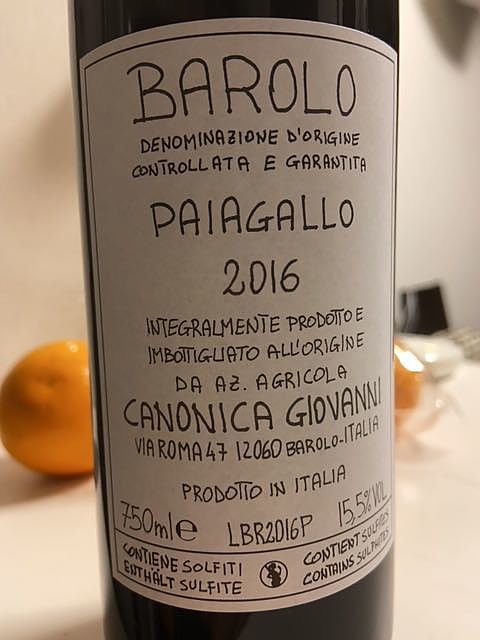 BAROLO
DENOMINAZIONE D'ORIGINE
CONTROLLATA E GARANTITA
PAIAGALLO
2016
INTEGRALMENTE PRODOTTO E
IMBOTTIGLIATO ALL'ORIGINE
DA AZ. AGRICOLA
CANONICA GIOVANNI
VIA ROMA 47 12060 BAROLO-ITALIA
PRODOTTO IN ITALIA
750ml e LBR2016P 15,5% VOL
CONTIENE SOLFITI
ENTHÄLT SULFITE
CONTIENT SULFITES
CONTAINS SULPHITES